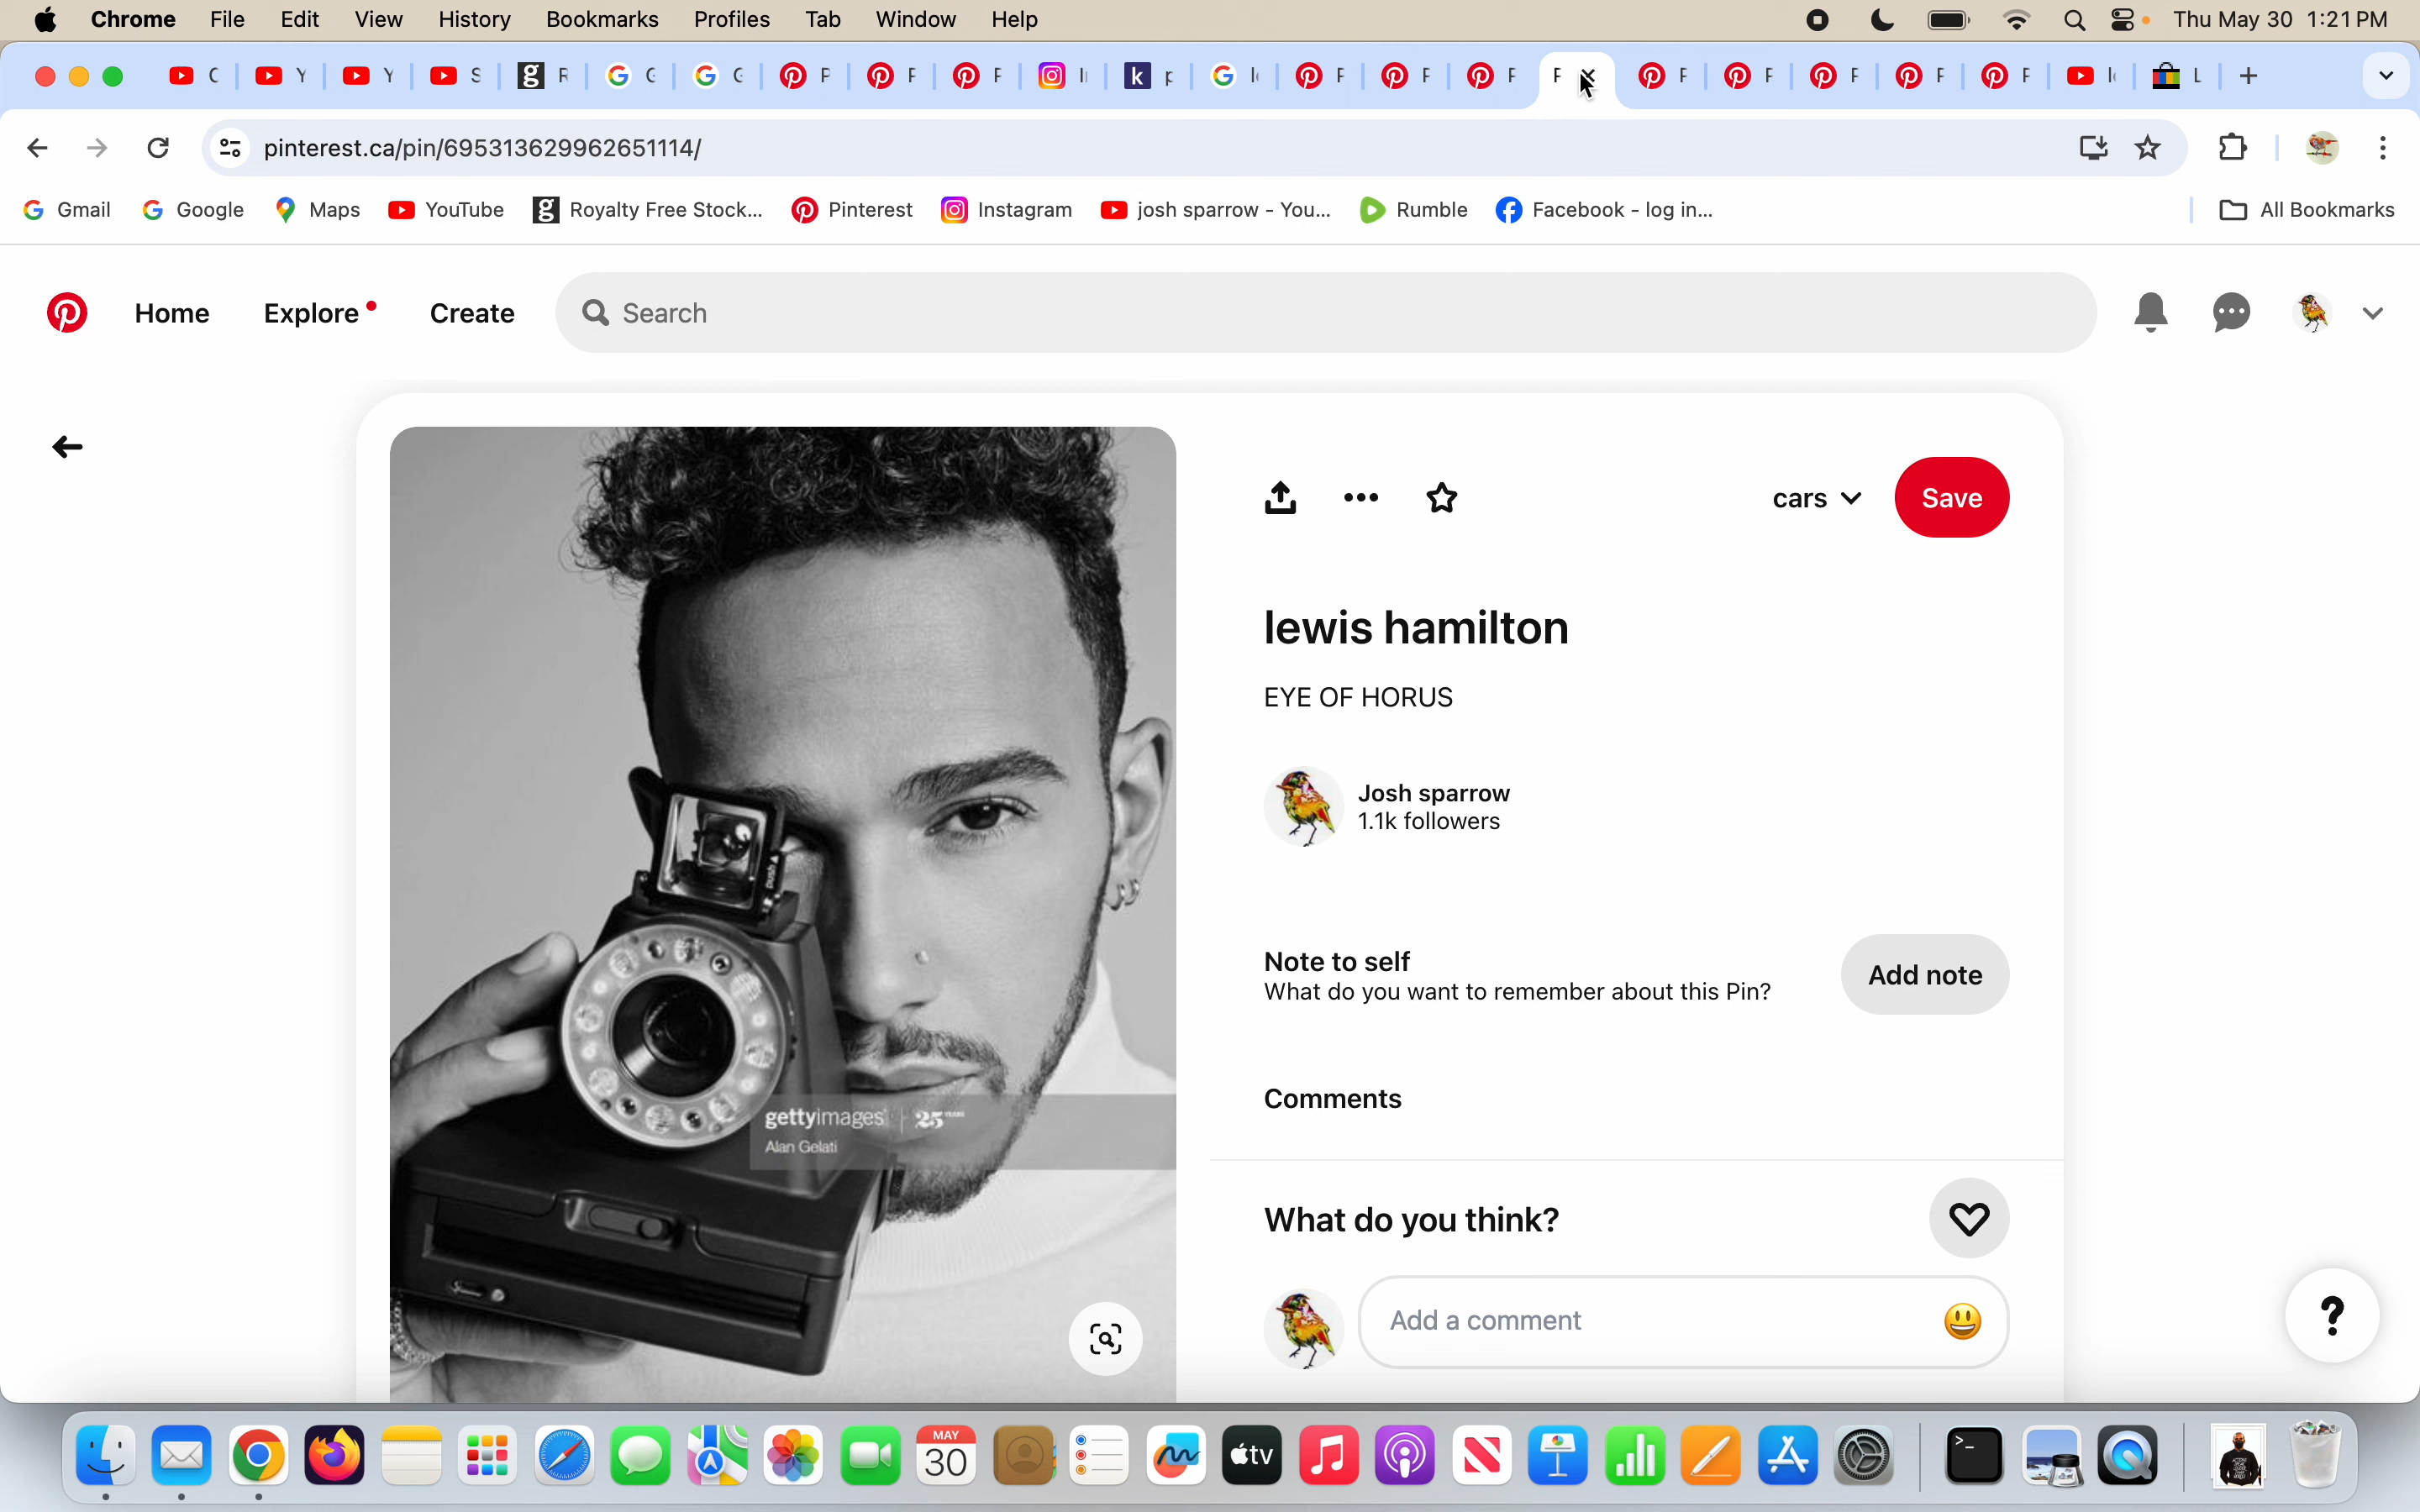 Chrome File Edit View History Bookmarks Profiles Tab Window Help Thu May 30 1:21 PM
pinterest.ca/pin/695313629962651114/
Gmail Google Maps YouTube Royalty Free Stock... Pinterest Instagram josh sparrow - You... Rumble Facebook - log in... All Bookmarks
Home Explore Create Search
cars Save
lewis hamilton
EYE OF HORUS
Josh sparrow
1.1k followers
Note to self
What do you want to remember about this Pin?
Add note
Comments
push
gettyimages | 25 YEARS
Alan Gelati
What do you think?
Add a comment
?
MAY
30
tv